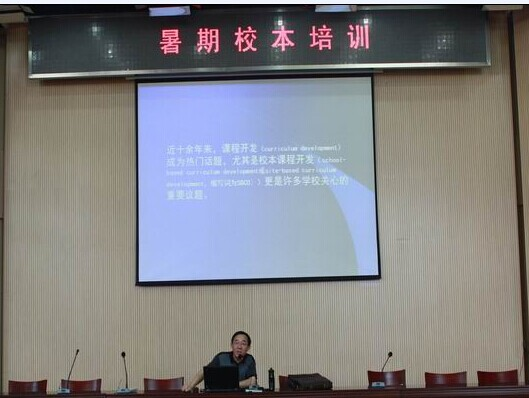 暑期校本培训
近十余年来，课程开发（curriculum development）
成为热门话题，尤其是校本课程开发（school-
based curriculum development或site-based curriculum
development，缩写词为SBCD）更是许多学校关心的
重要议题。